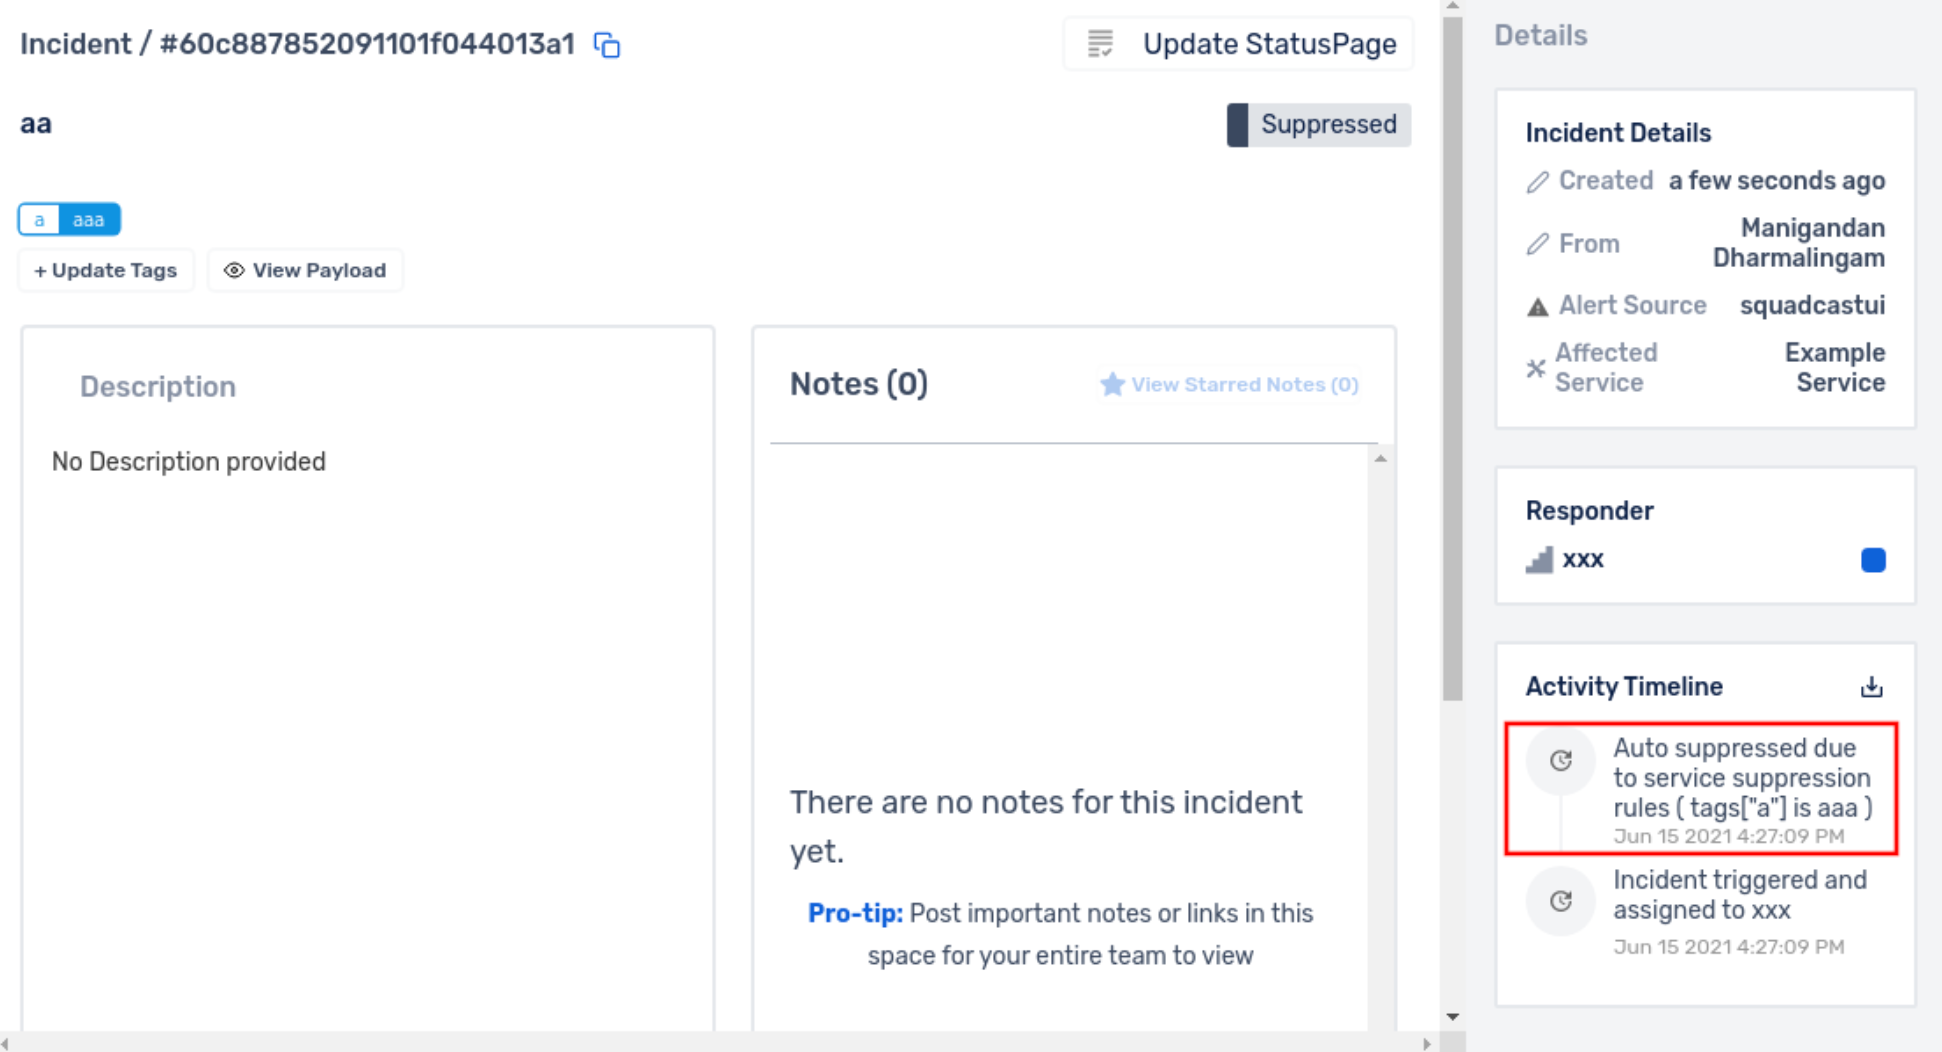 Incident / #60c887852091101f044013a1
Update StatusPage
aa
Suppressed
a aaa
+ Update Tags
View Payload
Description
No Description provided
Notes (0)
View Starred Notes (0)
There are no notes for this incident
yet.
Pro-tip: Post important notes or links in this
space for your entire team to view
Details
Incident Details
Created a few seconds ago
From Manigandan
Dharmalingam
Alert Source squadcastui
Affected Example
Service Service
Responder
xxx
Activity Timeline
Auto suppressed due
to service suppression
rules ( tags["a"] is aaa )
Jun 15 2021 4:27:09 PM
Incident triggered and
assigned to xxx
Jun 15 2021 4:27:09 PM